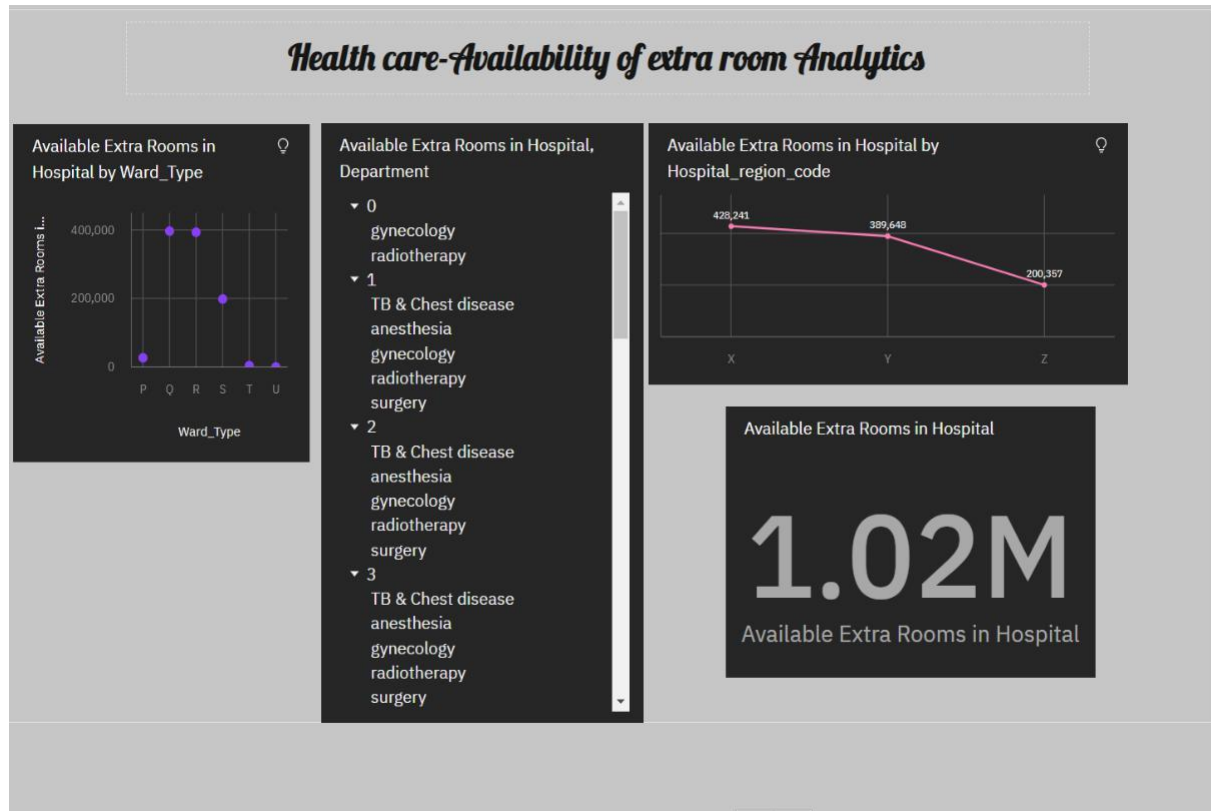 Health care-Availability of extra room Analytics
Available Extra Rooms in
Hospital by Ward_Type
Available Extra Rooms i...
400,000
200,000
0
P Q R S T U
Ward_Type
Available Extra Rooms in Hospital,
Department
0
gynecology
radiotherapy
1
TB & Chest disease
anesthesia
gynecology
radiotherapy
surgery
2
TB & Chest disease
anesthesia
gynecology
radiotherapy
surgery
3
TB & Chest disease
anesthesia
gynecology
radiotherapy
surgery
Available Extra Rooms in Hospital by
Hospital_region_code
428,241
389,648
200,357
X Y Z
Available Extra Rooms in Hospital
1.02M
Available Extra Rooms in Hospital